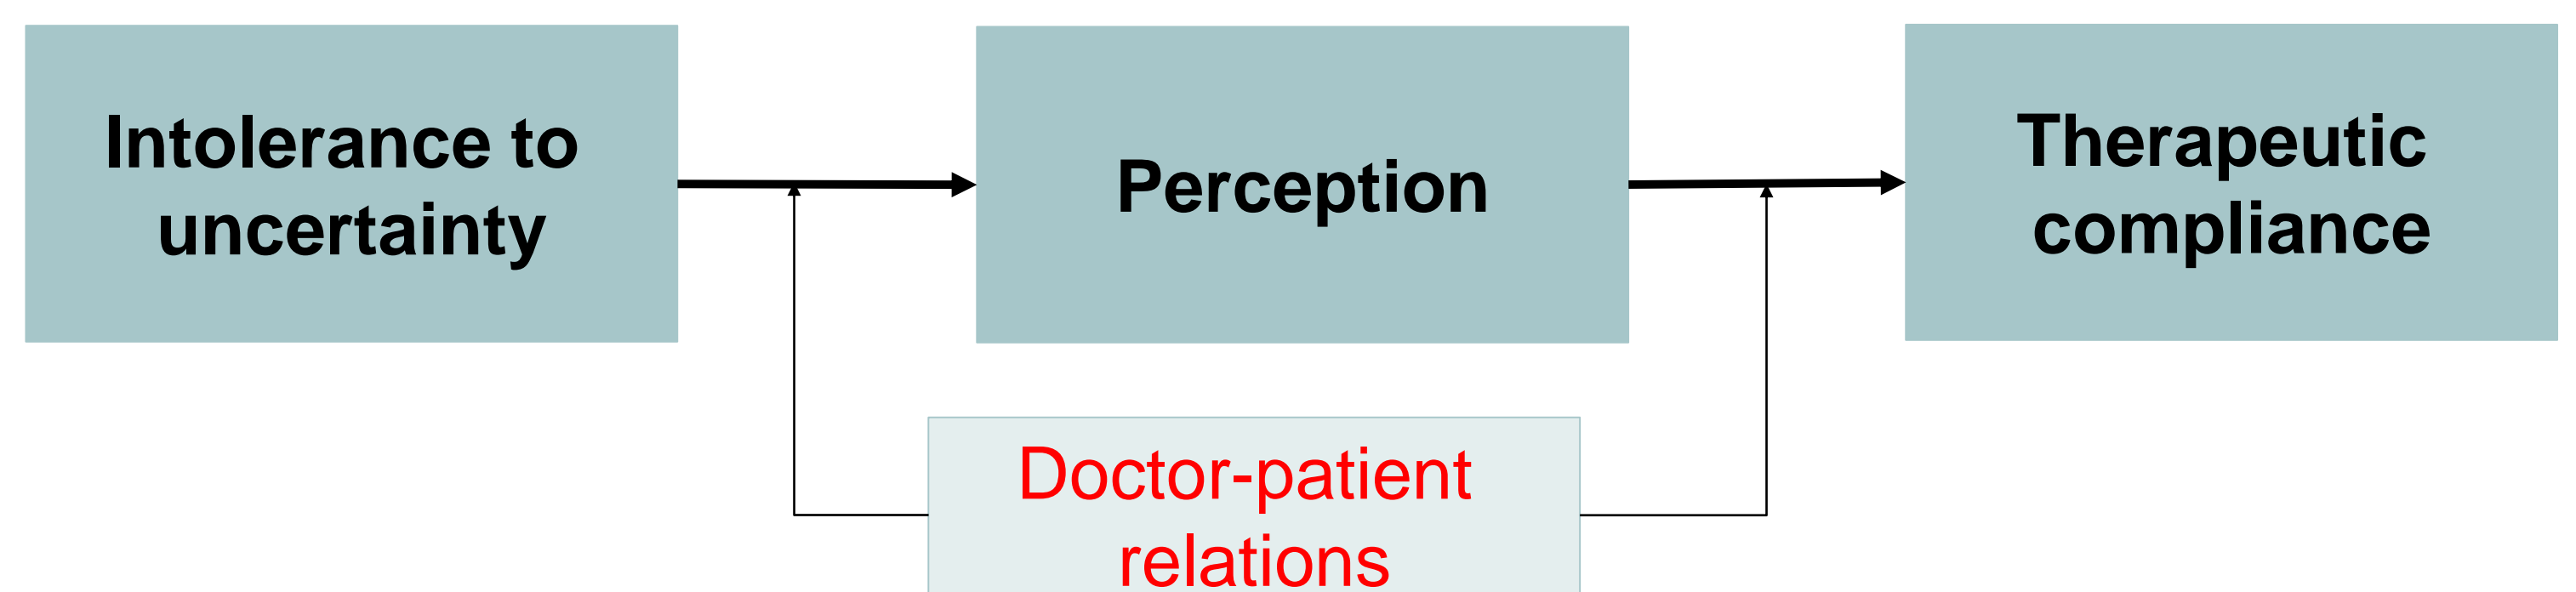 Intolerance to
uncertainty
Perception
Therapeutic
compliance
Doctor-patient
relations